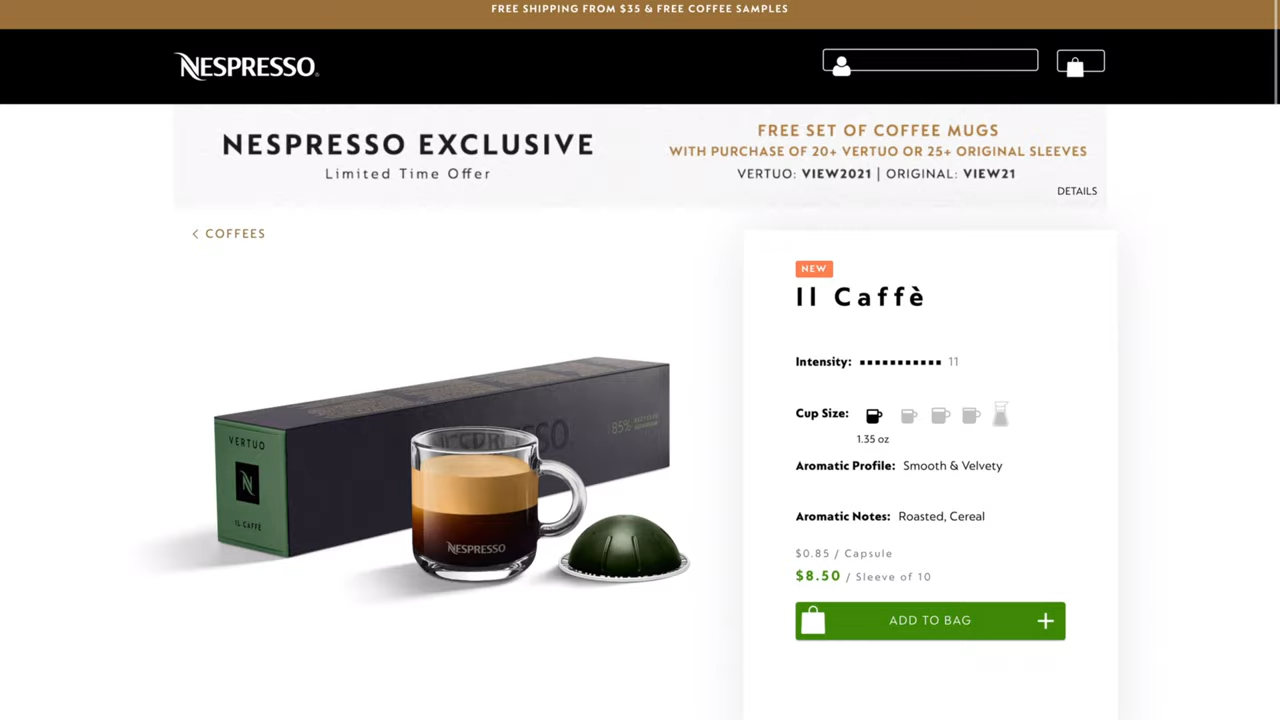 FREE SHIPPING FROM $35 & FREE COFFEE SAMPLES
NESPRESSO
NESPRESSO EXCLUSIVE
Limited Time Offer
FREE SET OF COFFEE MUGS
WITH PURCHASE OF 20+ VERTUO OR 25+ ORIGINAL SLEEVES
VERTUO: VIEW2021 | ORIGINAL: VIEW21
DETAILS
< COFFEES
VERTUO
N
IL CAFFÈ
NESPRESSO
85%
NESPRESSO
NEW
Il Caffè
Intensity: 11
Cup Size:
1.35 oz
Aromatic Profile: Smooth & Velvety
Aromatic Notes: Roasted, Cereal
$0.85 / Capsule
$8.50 / Sleeve of 10
ADD TO BAG +